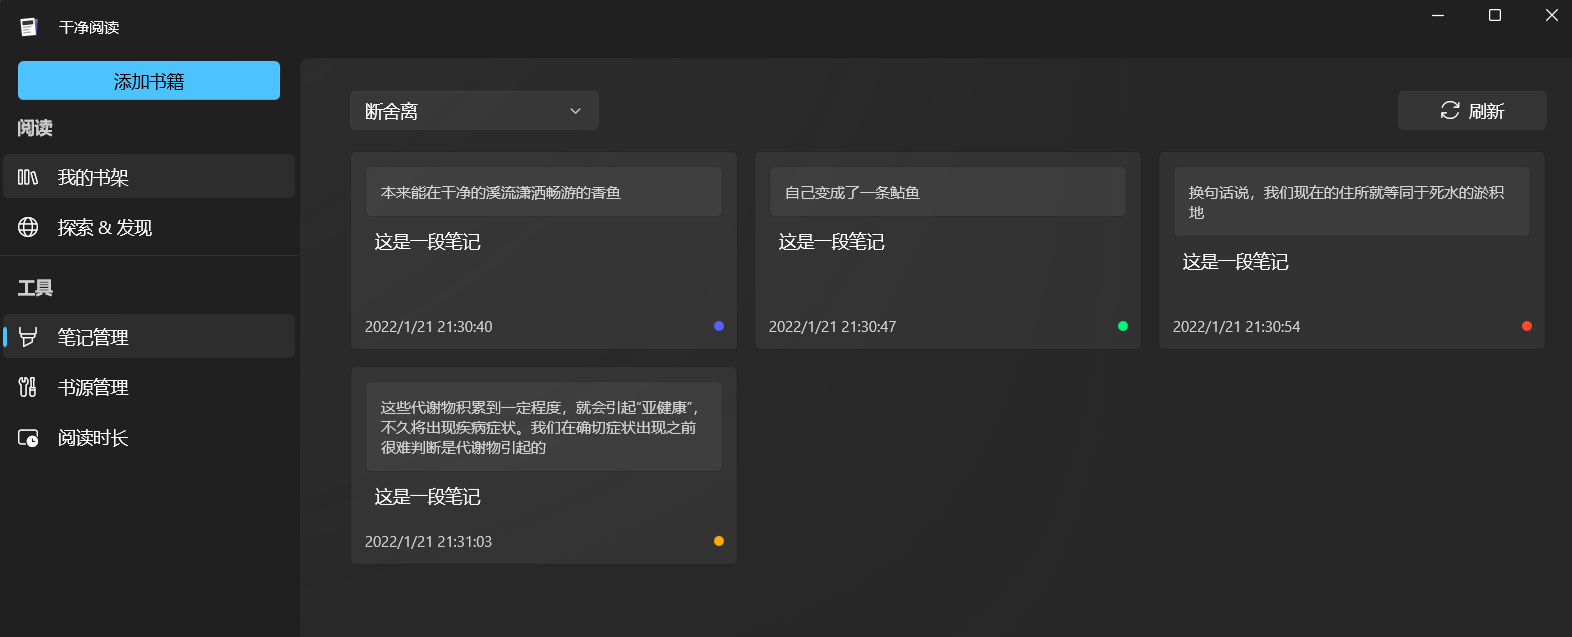 干净阅读
添加书籍
阅读
我的书架
探索 & 发现
工具
笔记管理
书源管理
阅读时长
断舍离
刷新
本来能在干净的溪流潇洒畅游的香鱼
这是一段笔记
2022/1/21 21:30:40
自己变成了一条鲇鱼
这是一段笔记
2022/1/21 21:30:47
换句话说，我们现在的住所就等同于死水的淤积
地
这是一段笔记
2022/1/21 21:30:54
这些代谢物积累到一定程度，就会引起“亚健康”，
不久将出现疾病症状。我们在确切症状出现之前
很难判断是代谢物引起的
这是一段笔记
2022/1/21 21:31:03